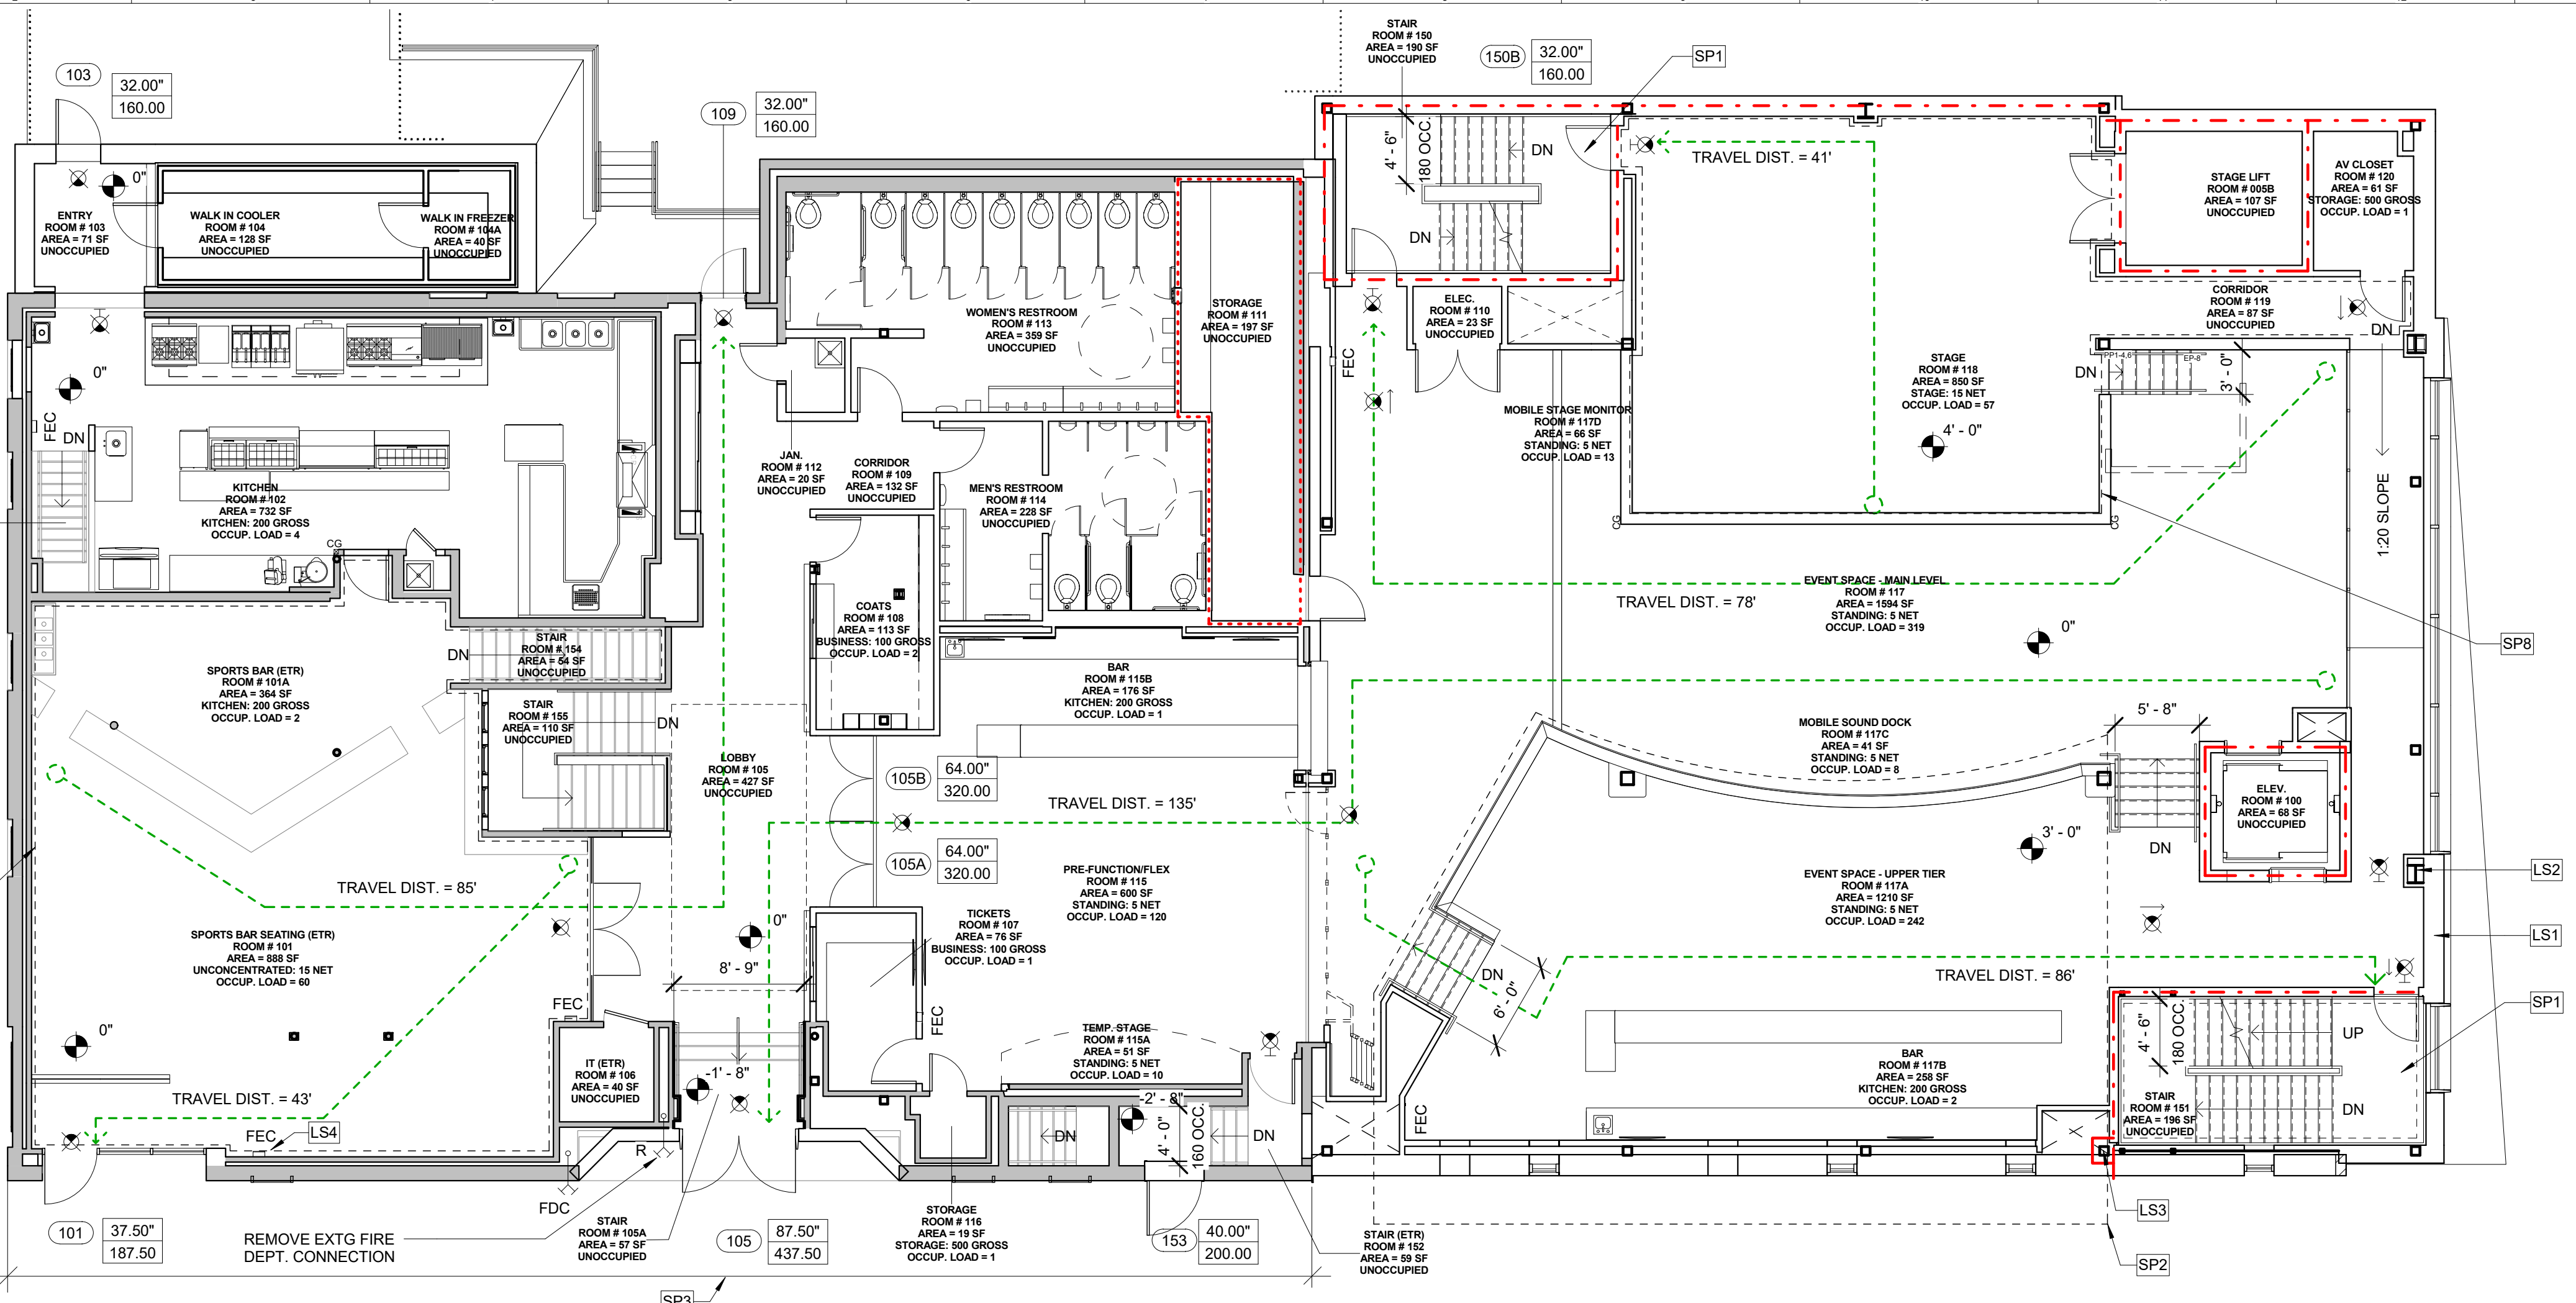 STAIR
ROOM # 150
AREA = 190 SF
UNOCCUPIED
150B
32.00"
160.00
SP1
103
32.00"
160.00
109
32.00"
160.00
4' - 6"
180 OCC.
DN
DN
TRAVEL DIST. = 41'
STAGE LIFT
ROOM # 005B
AREA = 107 SF
UNOCCUPIED
AV CLOSET
ROOM # 120
AREA = 61 SF
STORAGE: 500 GROSS
OCCUP. LOAD = 1
0"
ENTRY
ROOM # 103
AREA = 71 SF
UNOCCUPIED
WALK IN COOLER
ROOM # 104
AREA = 128 SF
UNOCCUPIED
WALK IN FREEZER
ROOM # 104A
AREA = 40 SF
UNOCCUPIED
WOMEN'S RESTROOM
ROOM # 113
AREA = 359 SF
UNOCCUPIED
STORAGE
ROOM # 111
AREA = 197 SF
UNOCCUPIED
ELEC.
ROOM # 110
AREA = 23 SF
UNOCCUPIED
CORRIDOR
ROOM # 119
AREA = 87 SF
UNOCCUPIED
DN
FEC
STAGE
ROOM # 118
AREA = 850 SF
STAGE: 15 NET
OCCUP. LOAD = 57
4' - 0"
PP1-4,6
EP-8
DN
3' - 0"
0"
FEC
DN
MOBILE STAGE MONITOR
ROOM # 117D
AREA = 66 SF
STANDING: 5 NET
OCCUP. LOAD = 13
KITCHEN
ROOM # 102
AREA = 732 SF
KITCHEN: 200 GROSS
OCCUP. LOAD = 4
CG
JAN.
ROOM # 112
AREA = 20 SF
UNOCCUPIED
CORRIDOR
ROOM # 109
AREA = 132 SF
UNOCCUPIED
MEN'S RESTROOM
ROOM # 114
AREA = 228 SF
UNOCCUPIED
CG
CG
1:20 SLOPE
COATS
ROOM # 108
AREA = 113 SF
BUSINESS: 100 GROSS
OCCUP. LOAD = 2
TRAVEL DIST. = 78'
EVENT SPACE - MAIN LEVEL
ROOM # 117
AREA = 1594 SF
STANDING: 5 NET
OCCUP. LOAD = 319
0"
SP8
SPORTS BAR (ETR)
ROOM # 101A
AREA = 364 SF
KITCHEN: 200 GROSS
OCCUP. LOAD = 2
DN
STAIR
ROOM # 154
AREA = 54 SF
UNOCCUPIED
STAIR
ROOM # 155
AREA = 110 SF
UNOCCUPIED
DN
BAR
ROOM # 115B
AREA = 176 SF
KITCHEN: 200 GROSS
OCCUP. LOAD = 1
LOBBY
ROOM # 105
AREA = 427 SF
UNOCCUPIED
105B
64.00"
320.00
TRAVEL DIST. = 135'
MOBILE SOUND DOCK
ROOM # 117C
AREA = 41 SF
STANDING: 5 NET
OCCUP. LOAD = 8
5' - 8"
ELEV.
ROOM # 100
AREA = 68 SF
UNOCCUPIED
3' - 0"
DN
105A
64.00"
320.00
TRAVEL DIST. = 85'
PRE-FUNCTION/FLEX
ROOM # 115
AREA = 600 SF
STANDING: 5 NET
OCCUP. LOAD = 120
EVENT SPACE - UPPER TIER
ROOM # 117A
AREA = 1210 SF
STANDING: 5 NET
OCCUP. LOAD = 242
LS2
LS1
SPORTS BAR SEATING (ETR)
ROOM # 101
AREA = 888 SF
UNCONCENTRATED: 15 NET
OCCUP. LOAD = 60
0"
TICKETS
ROOM # 107
AREA = 76 SF
BUSINESS: 100 GROSS
OCCUP. LOAD = 1
8' - 9"
DN
6' - 0"
TRAVEL DIST. = 86'
SP1
FEC
0"
FEC
TEMP. STAGE
ROOM # 115A
AREA = 51 SF
STANDING: 5 NET
OCCUP. LOAD = 10
IT (ETR)
ROOM # 106
AREA = 40 SF
UNOCCUPIED
-1' - 8"
4' - 6"
180 OCC.
UP
DN
BAR
ROOM # 117B
AREA = 258 SF
KITCHEN: 200 GROSS
OCCUP. LOAD = 2
STAIR
ROOM # 151
AREA = 196 SF
UNOCCUPIED
TRAVEL DIST. = 43'
FEC
LS4
R
FDC
DN
-2' - 8"
4' - 0"
160 OCC.
DN
FEC
LS3
101
37.50"
187.50
REMOVE EXTG FIRE
DEPT. CONNECTION
STAIR
ROOM # 105A
AREA = 57 SF
UNOCCUPIED
105
87.50"
437.50
STORAGE
ROOM # 116
AREA = 19 SF
STORAGE: 500 GROSS
OCCUP. LOAD = 1
153
40.00"
200.00
STAIR (ETR)
ROOM # 152
AREA = 59 SF
UNOCCUPIED
SP2
SP3